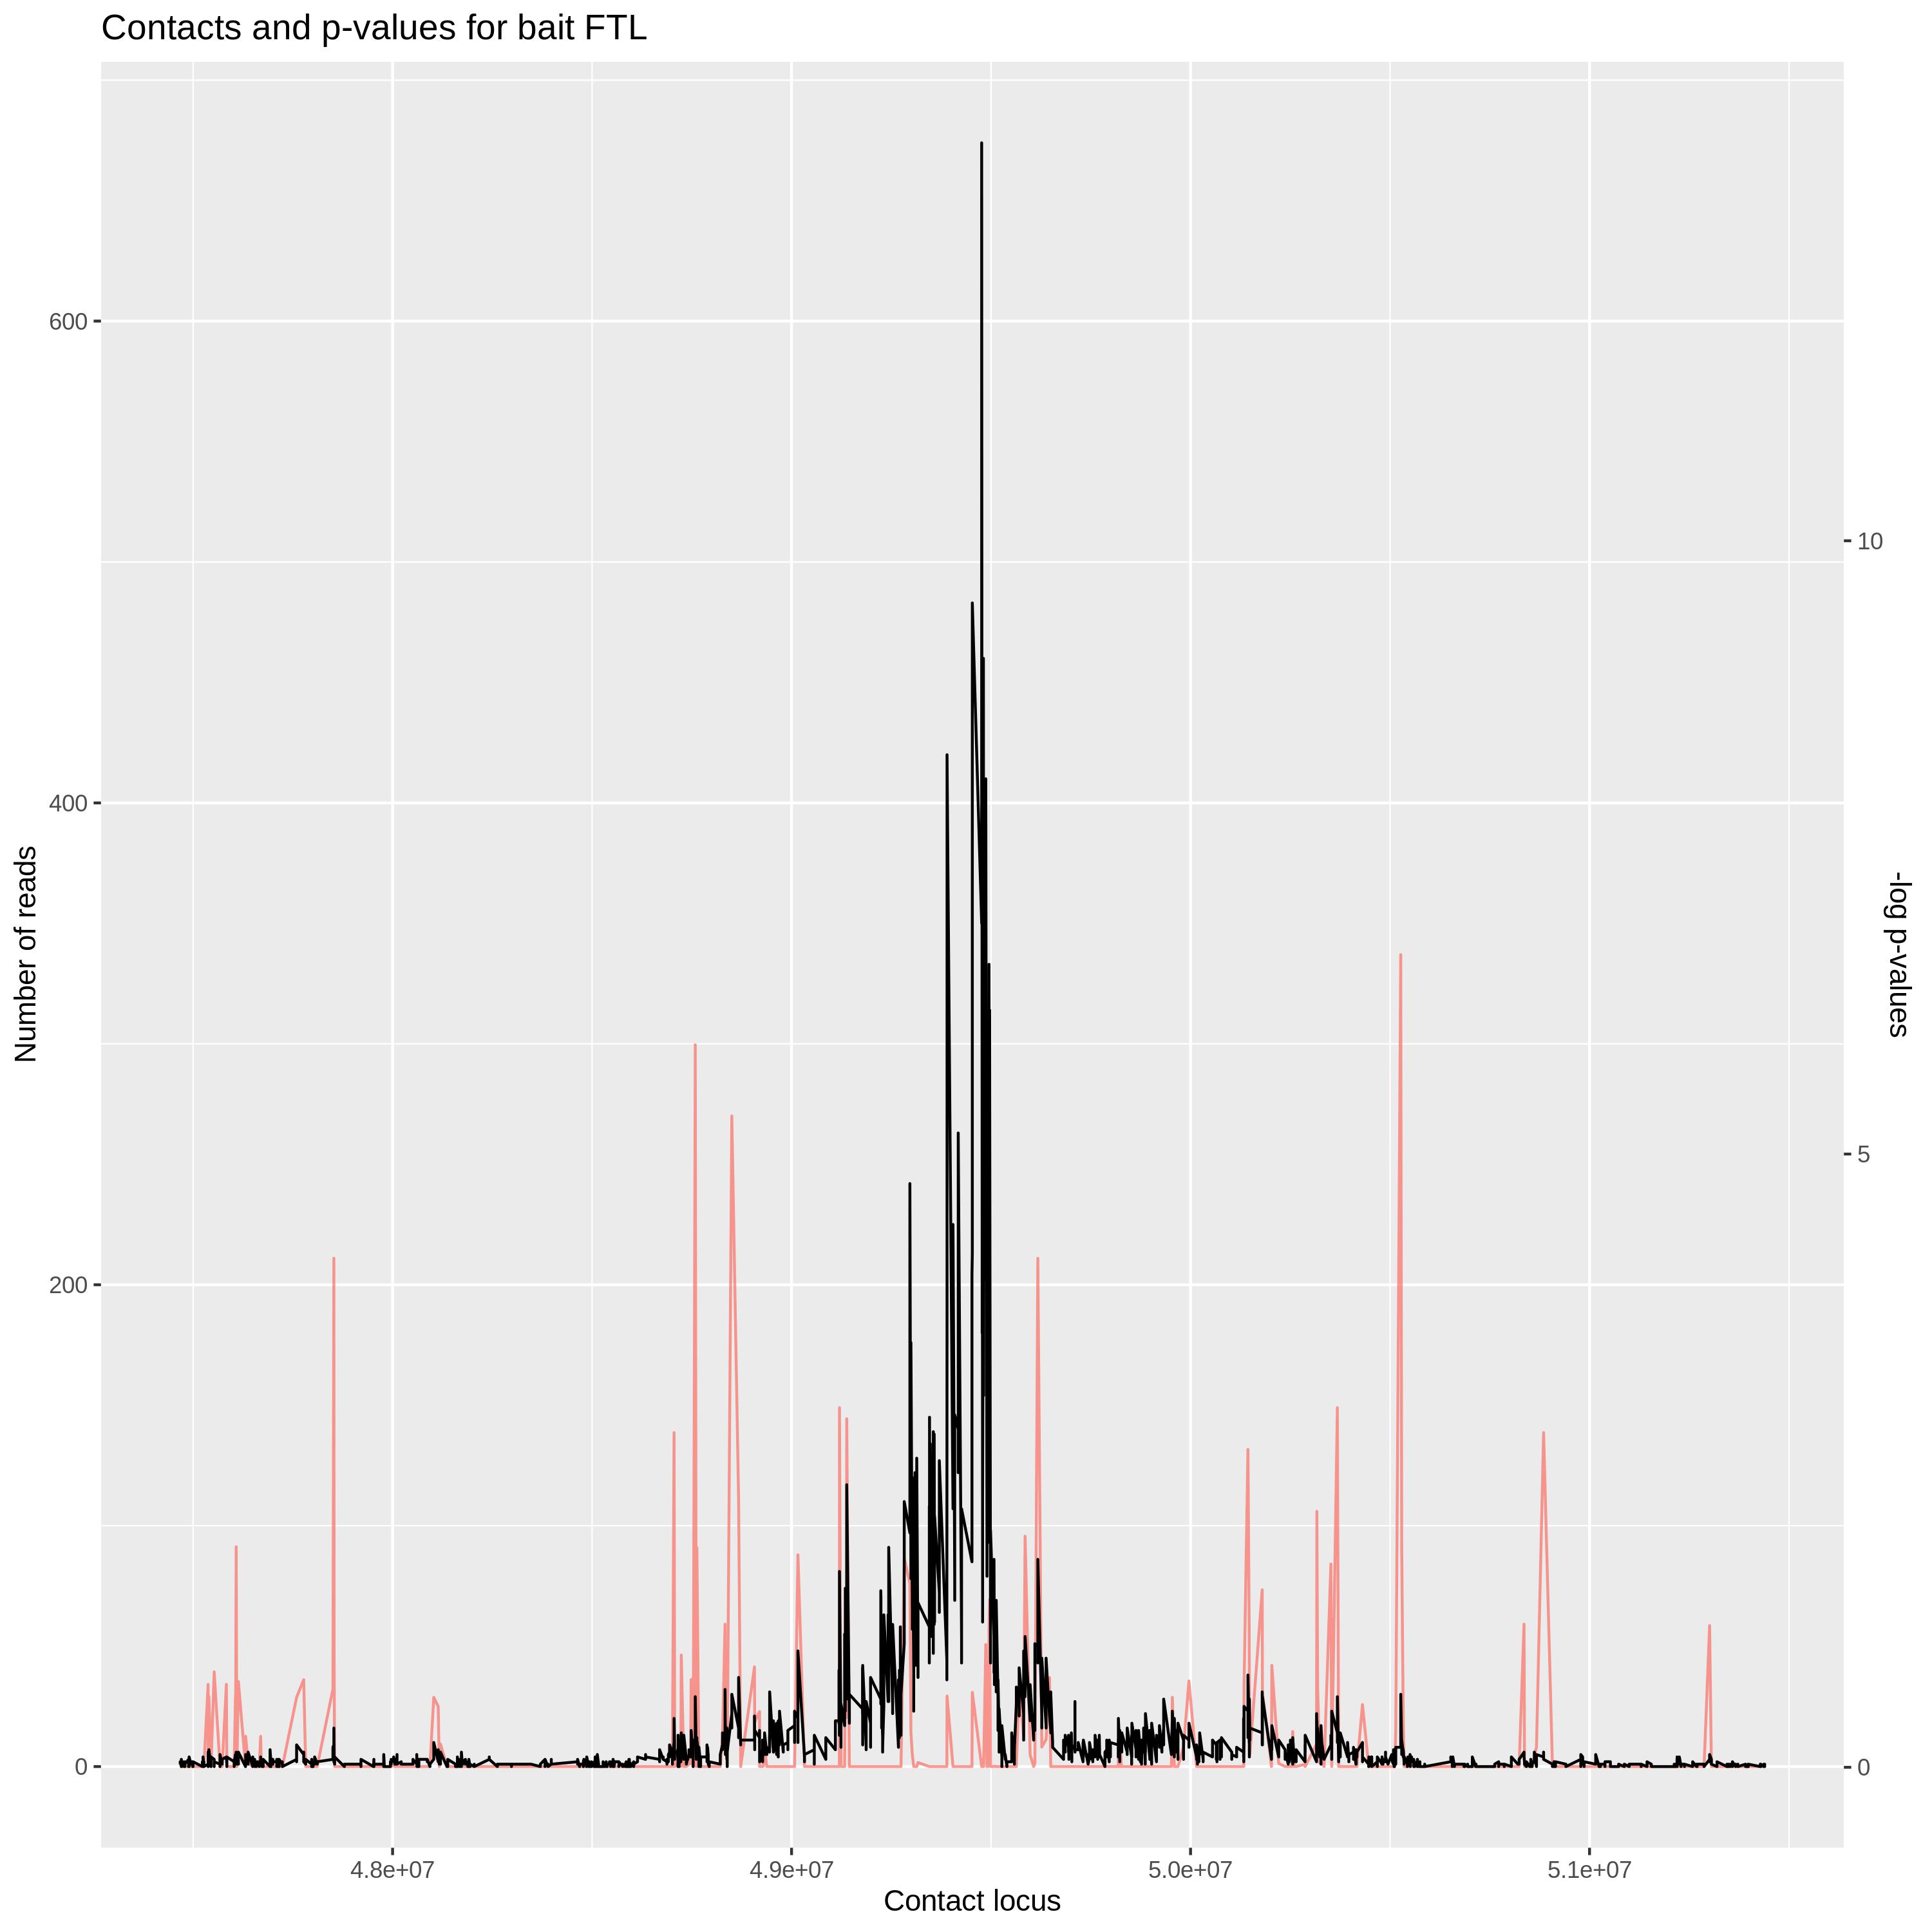 Contacts and p-values for bait FTL
600
400
200
0
Number of reads
10
5
0
-log p-values
4.8e+07
4.9e+07
5.0e+07
5.1e+07
Contact locus